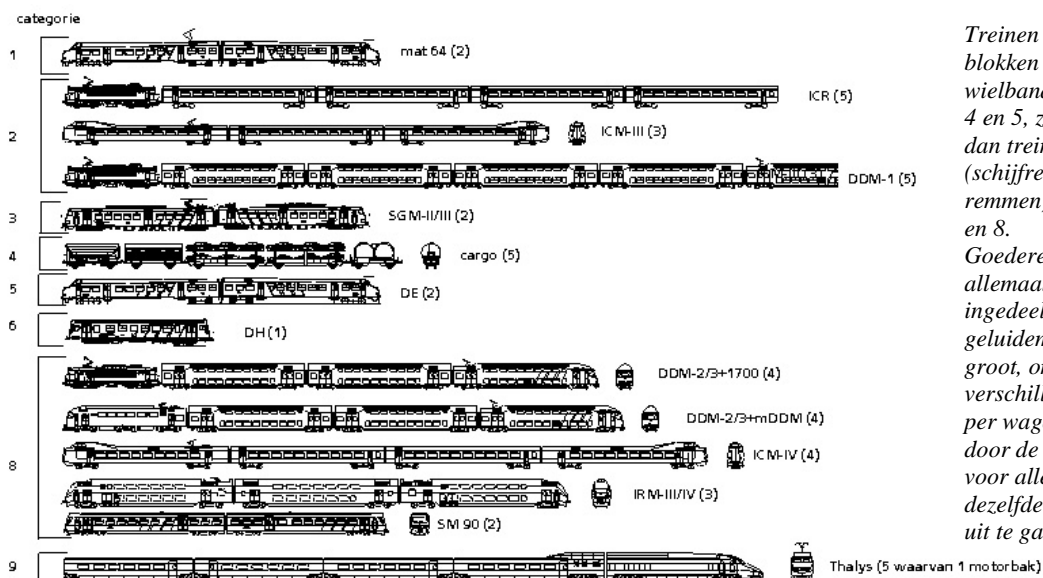 categorie
1
mat 64 (2)
ICR (5)
2
ICM-III (3)
DDM-1 (5)
3
SGM-II/III (2)
4
cargo (5)
5
DE (2)
6
DH (1)
DDM-2/3+1700 (4)
DDM-2/3+mDDM (4)
8
ICM-IV (4)
IRM-III/IV (3)
SM 90 (2)
9
Thalys (5 waarvan 1 motorbak)
Treinen
blokken
wielband
4 en 5, z
dan trein
(schijfre
remmen
en 8.
Goedere
allemaa
ingedeel
geluiden
groot, o
verschill
per wag
door de
voor alle
dezelfde
uit te ga